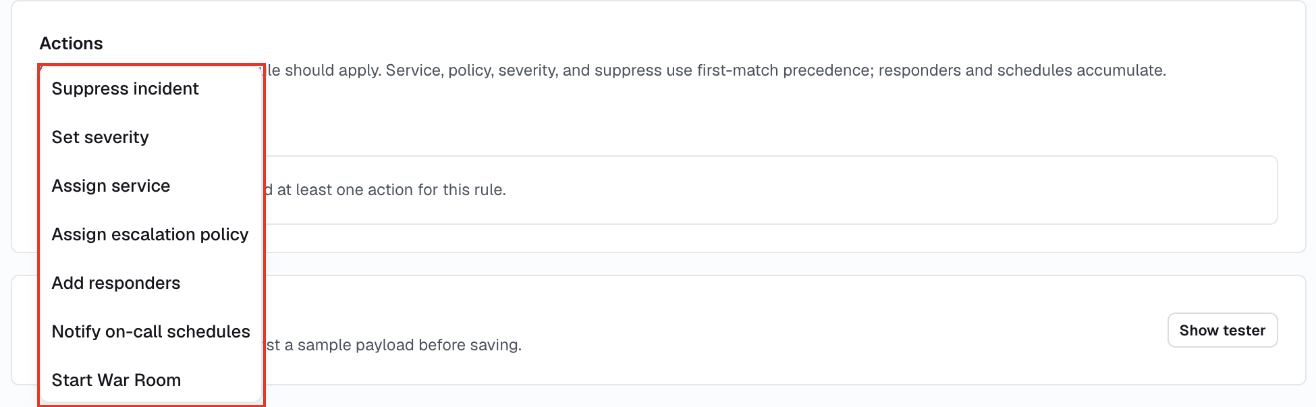 Actions
le should apply. Service, policy, severity, and suppress use first-match precedence; responders and schedules accumulate.
Suppress incident
Set severity
Assign service
d at least one action for this rule.
Assign escalation policy
Add responders
Notify on-call schedules
Show tester
st a sample payload before saving.
Start War Room